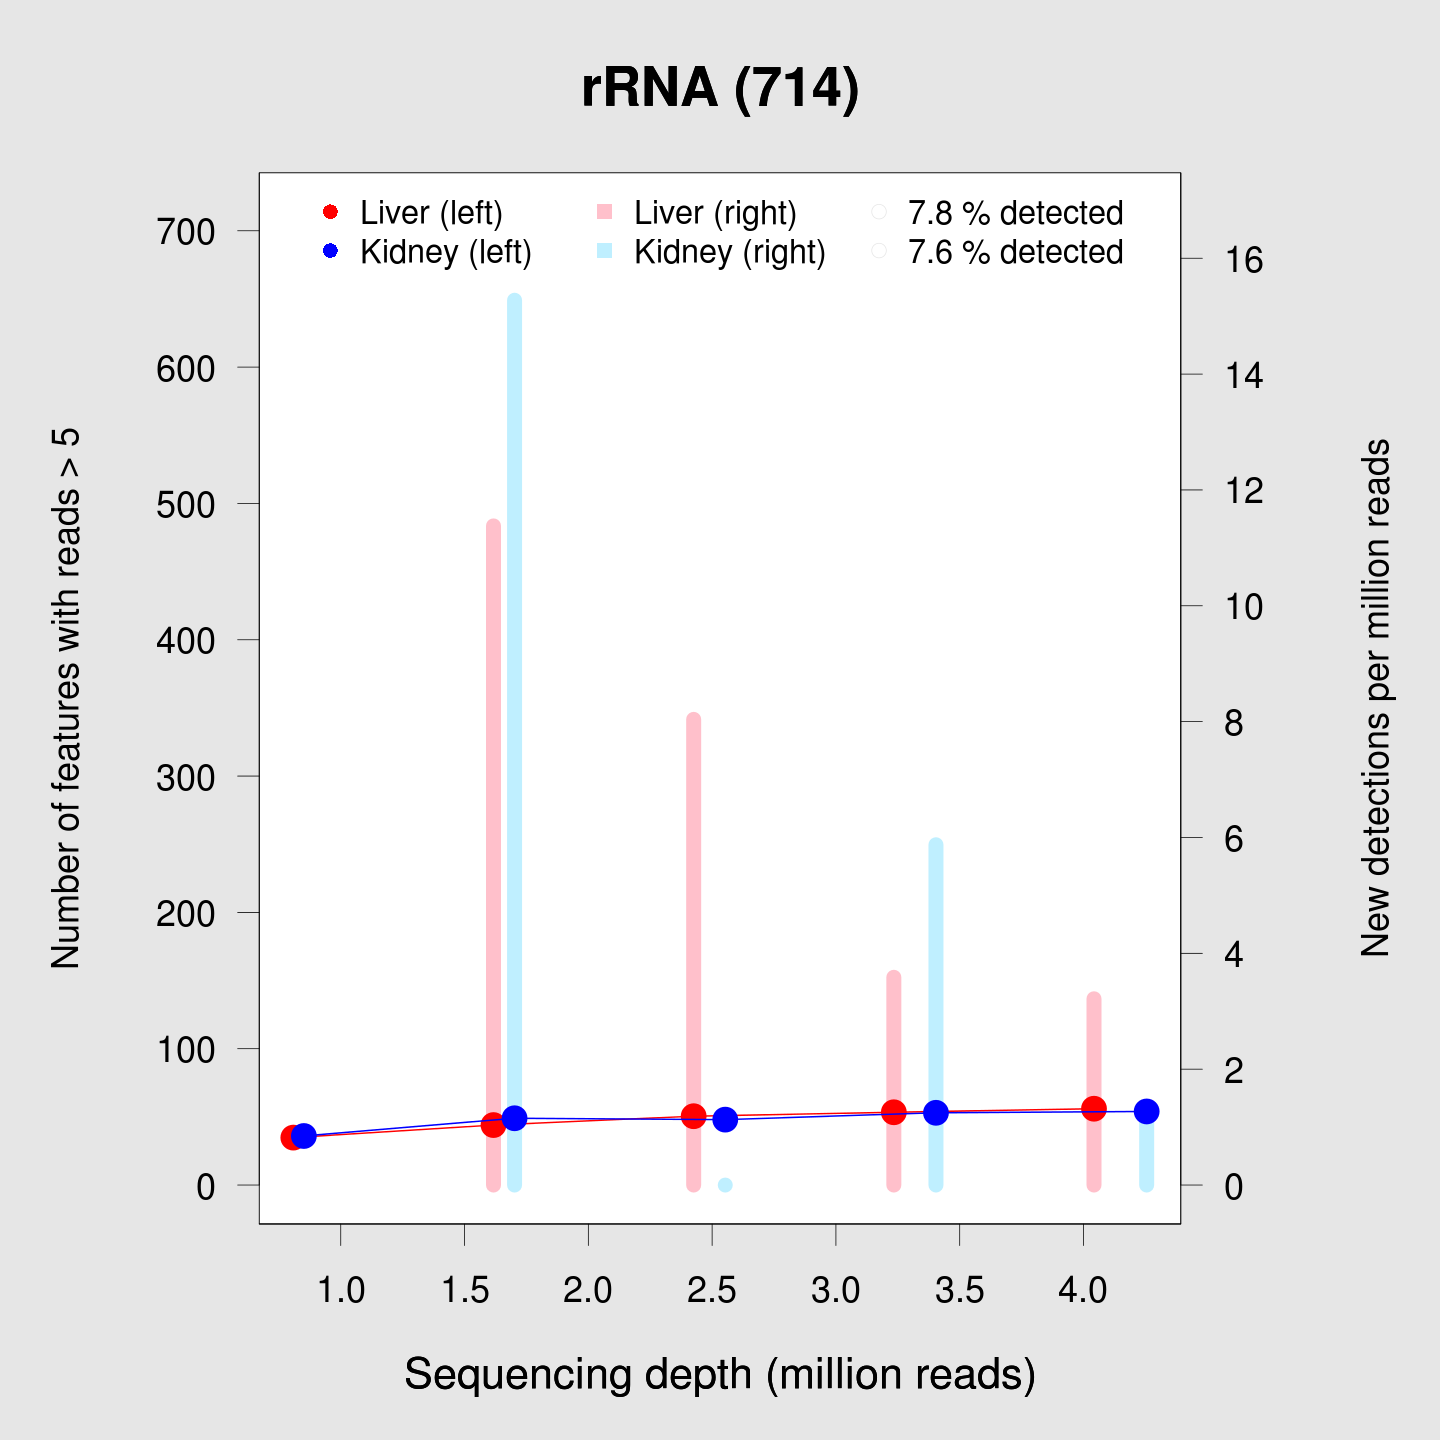 rRNA (714)
Liver (left) Liver (right) 7.8 % detected
Kidney (left) Kidney (right) 7.6 % detected
Number of features with reads > 5
700
600
500
400
300
200
100
0
16
14
12
10
8
6
4
2
0
New detections per million reads
1.0 1.5 2.0 2.5 3.0 3.5 4.0
Sequencing depth (million reads)